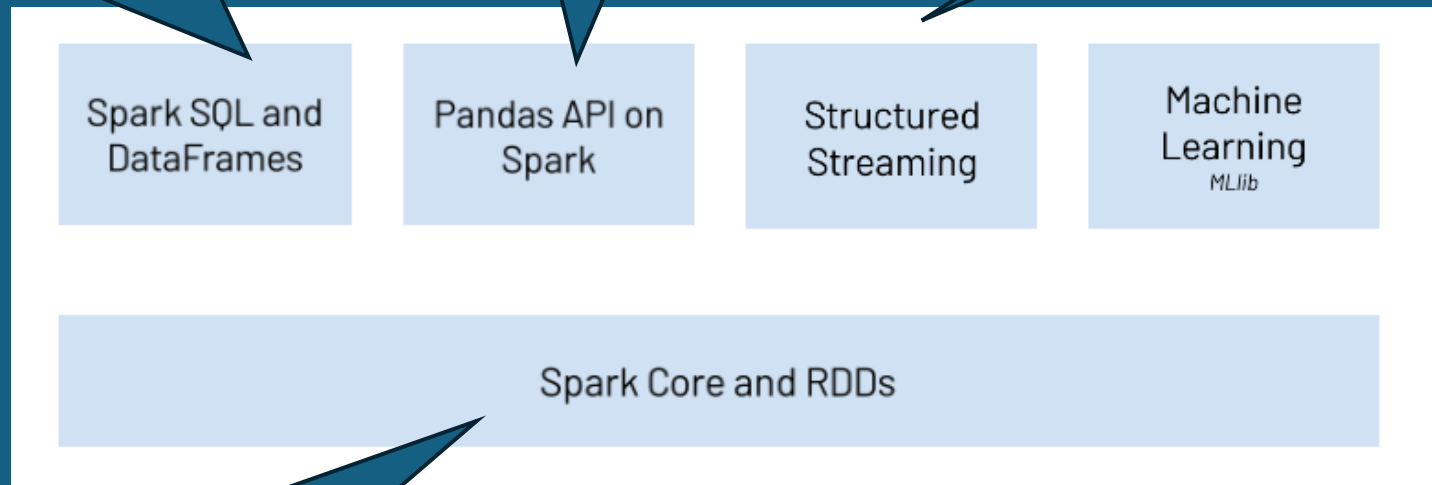 Spark SQL and
DataFrames
Pandas API on
Spark
Structured
Streaming
Machine
Learning
MLlib
Spark Core and RDDs